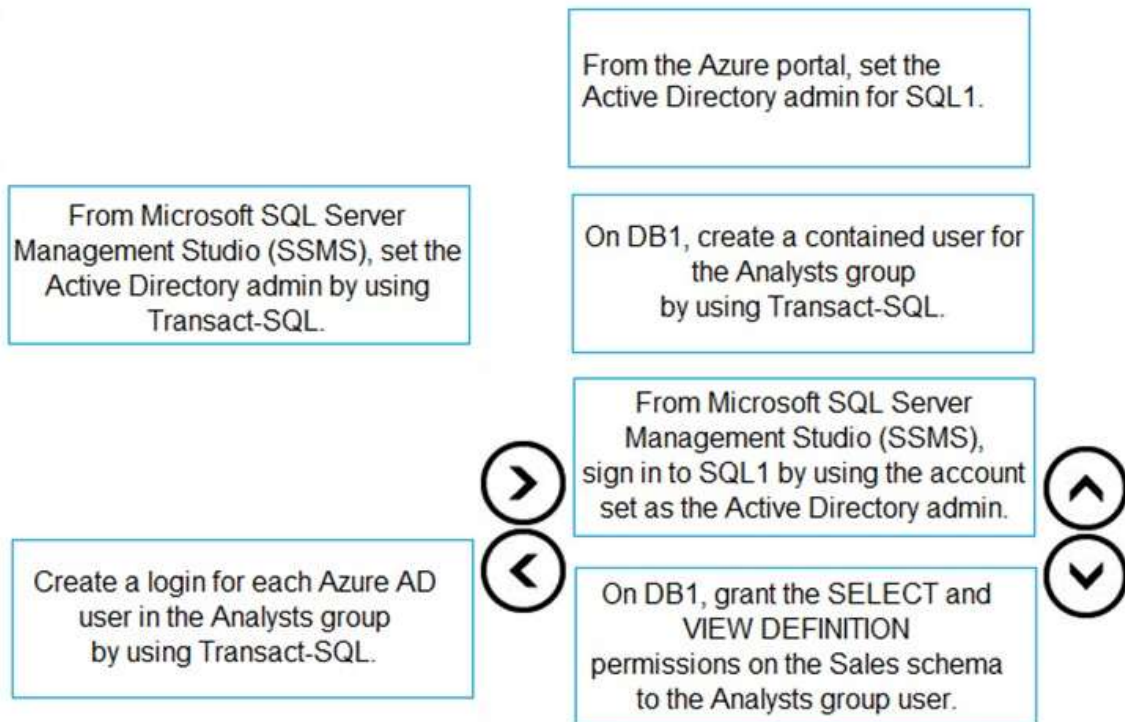 From the Azure portal, set the
Active Directory admin for SQL1.
From Microsoft SQL Server
Management Studio (SSMS), set the
Active Directory admin by using
Transact-SQL.
On DB1, create a contained user for
the Analysts group
by using Transact-SQL.
From Microsoft SQL Server
Management Studio (SSMS),
sign in to SQL1 by using the account
set as the Active Directory admin.
Create a login for each Azure AD
user in the Analysts group
by using Transact-SQL.
On DB1, grant the SELECT and
VIEW DEFINITION
permissions on the Sales schema
to the Analysts group user.